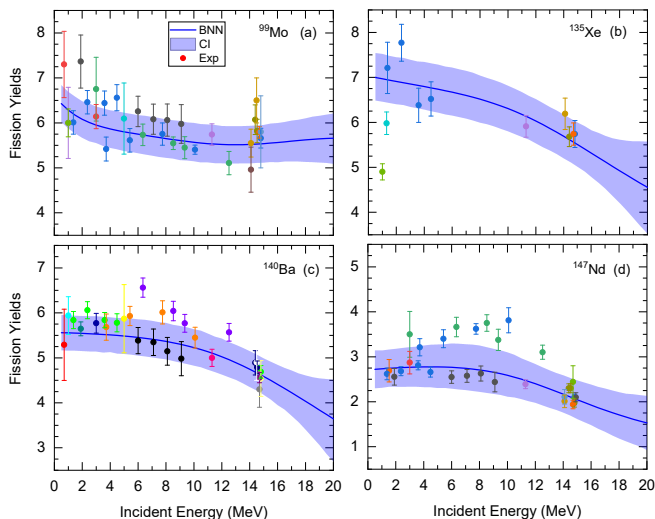 ⁹⁹Mo (a)
BNN
CI
Exp
Fission Yields
8
7
6
5
4
¹³⁵Xe (b)
8
7
6
5
4
¹⁴⁰Ba (c)
Fission Yields
7
6
5
4
3
0 2 4 6 8 10 12 14 16 18 20
Incident Energy (MeV)
¹⁴⁷Nd (d)
5
4
3
2
1
0 2 4 6 8 10 12 14 16 18 20
Incident Energy (MeV)